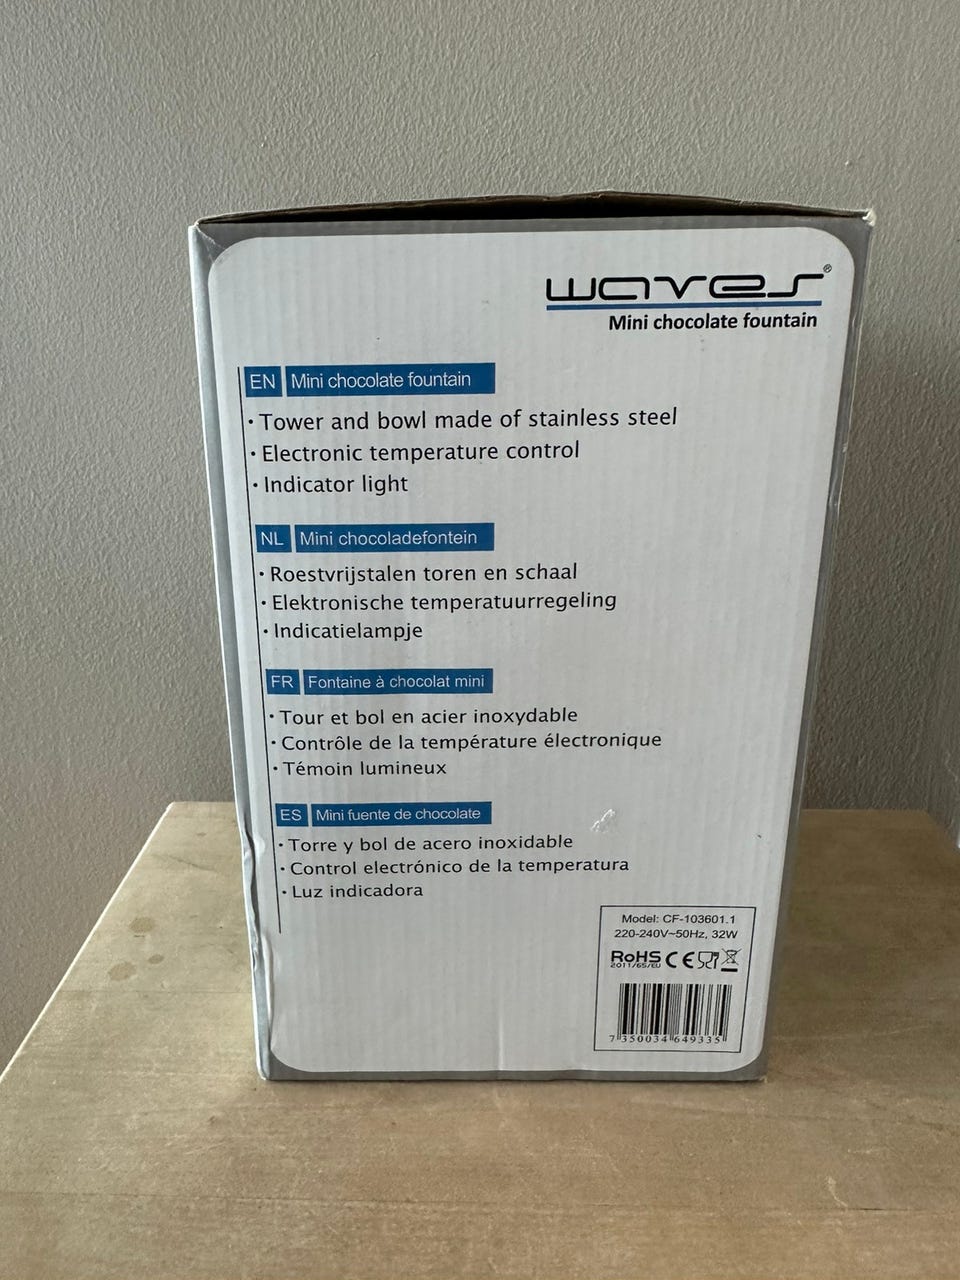 waves®
Mini chocolate fountain
EN Mini chocolate fountain
· Tower and bowl made of stainless steel
· Electronic temperature control
· Indicator light
NL Mini chocoladefontein
· Roestvrijstalen toren en schaal
· Elektronische temperatuurregeling
· Indicatielampje
FR Fontaine à chocolat mini
· Tour et bol en acier inoxydable
· Contrôle de la température électronique
· Témoin lumineux
ES Mini fuente de chocolate
· Torre y bol de acero inoxidable
· Control electrónico de la temperatura
· Luz indicadora
Model: CF-103601.1
220-240V~50Hz, 32W
RoHS CE
2011/65/EU
7 350034 649335